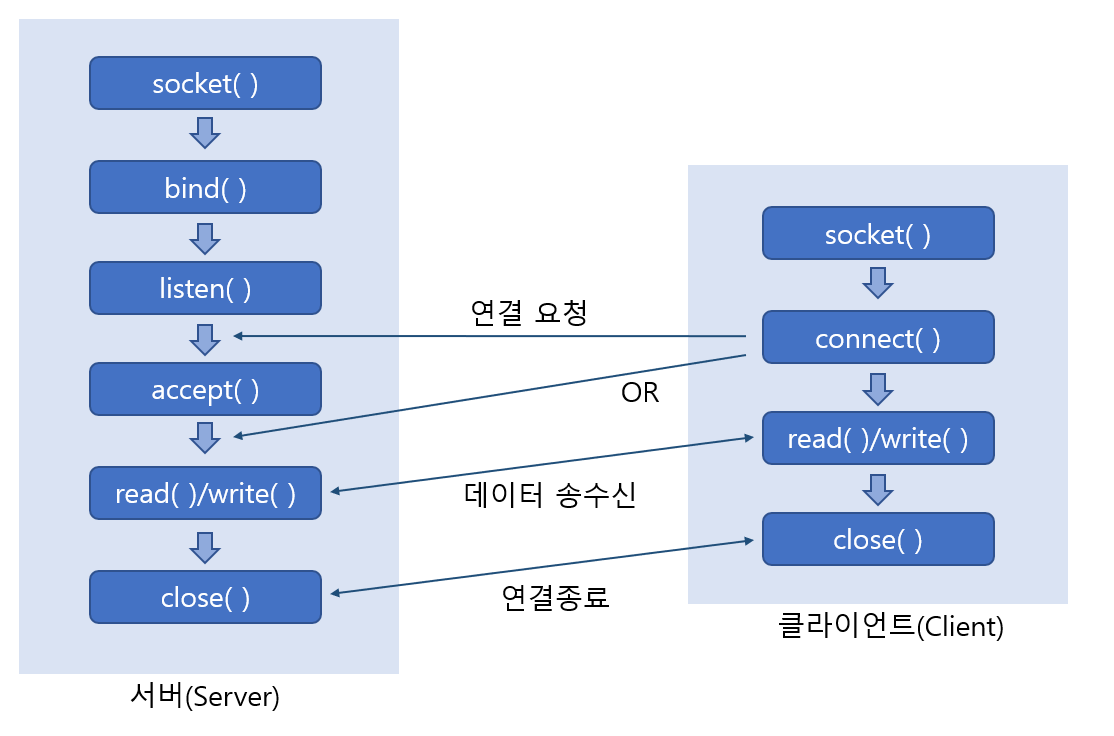 socket( )
bind( )
listen( )
accept( )
read( )/write( )
close( )
서버(Server)
연결 요청
OR
데이터 송수신
연결종료
socket( )
connect( )
read( )/write( )
close( )
클라이언트(Client)